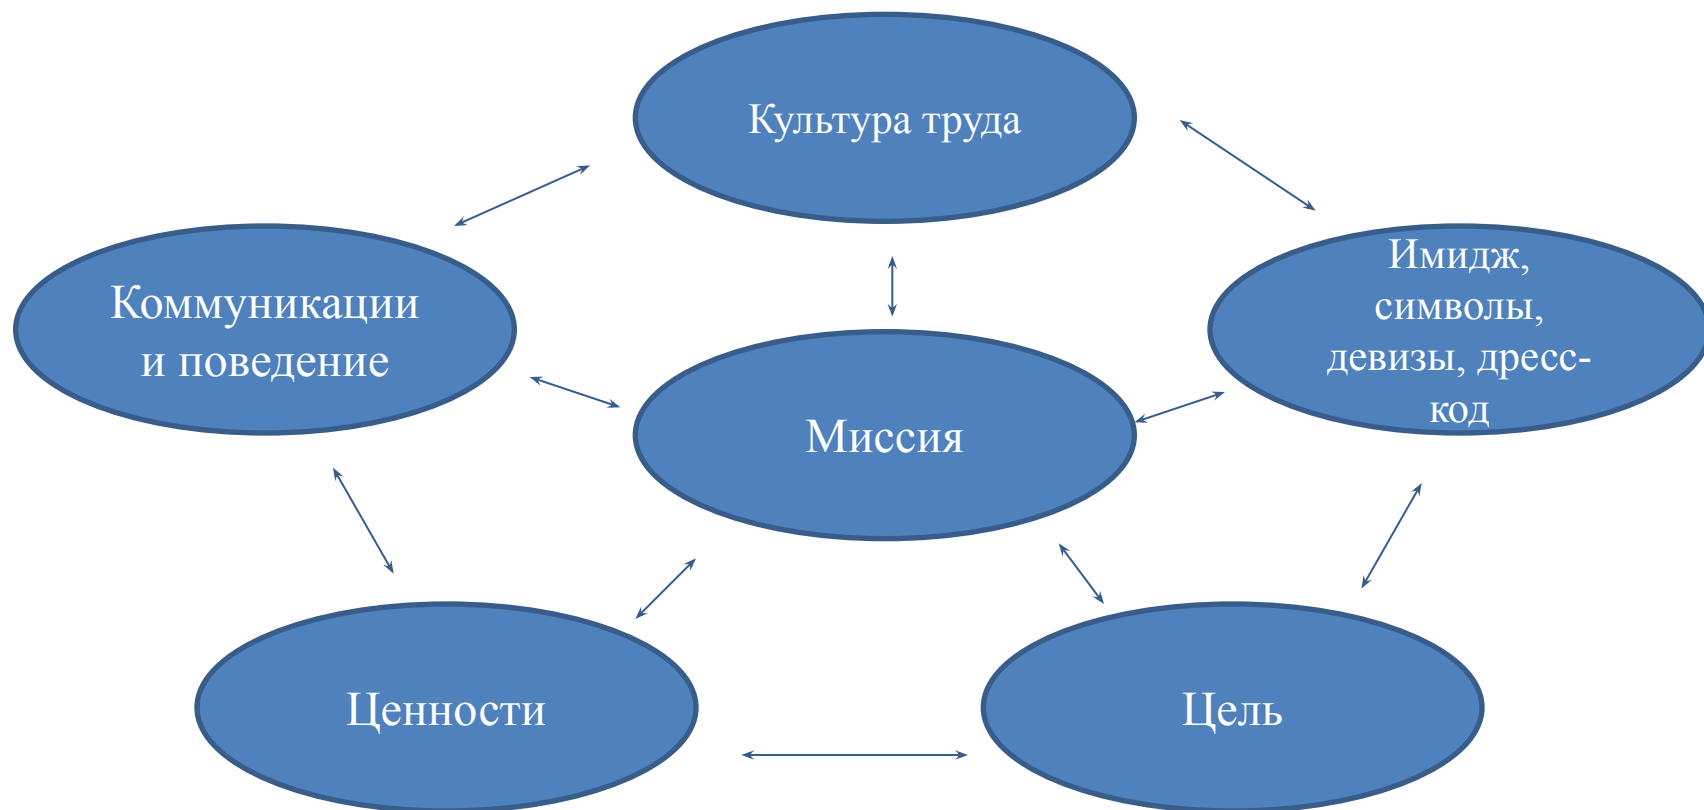 Культура труда
Коммуникации
и поведение
Имидж,
символы,
девизы, дресс-
код
Миссия
Ценности
Цель